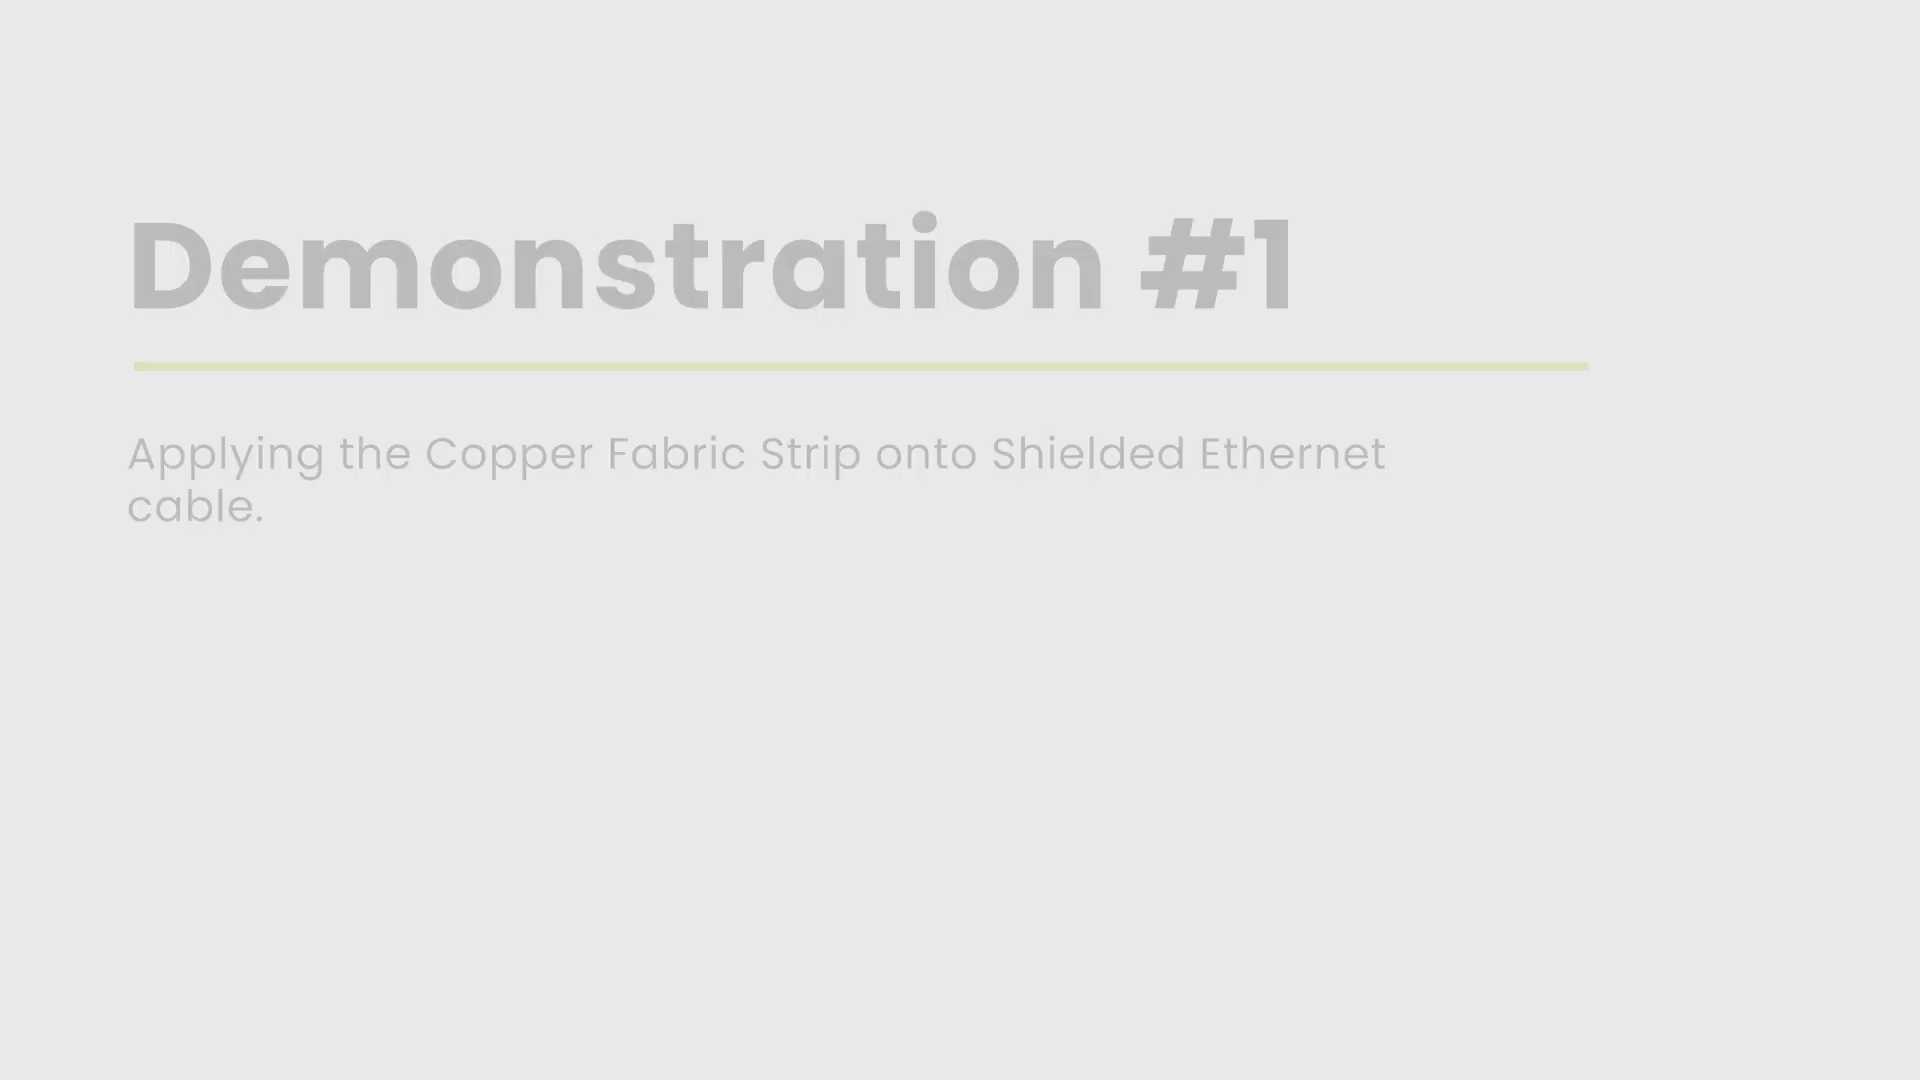 Demonstration #1
Applying the Copper Fabric Strip onto Shielded Ethernet
cable.